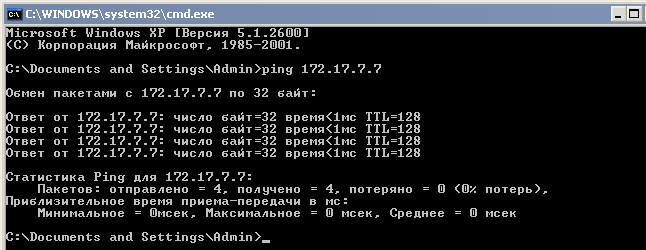 C:\WINDOWS\system32\cmd.exe
Microsoft Windows XP [Версия 5.1.2600]
(C) Корпорация Майкрософт, 1985-2001.
C:\Documents and Settings\Admin>ping 172.17.7.7
Обмен пакетами с 172.17.7.7 по 32 байт:
Ответ от 172.17.7.7: число байт=32 время<1мс TTL=128
Ответ от 172.17.7.7: число байт=32 время<1мс TTL=128
Ответ от 172.17.7.7: число байт=32 время<1мс TTL=128
Ответ от 172.17.7.7: число байт=32 время<1мс TTL=128
Статистика Ping для 172.17.7.7:
Пакетов: отправлено = 4, получено = 4, потеряно = 0 (0% потерь),
Приблизительное время приема-передачи в мс:
Минимальное = 0мсек, Максимальное = 0 мсек, Среднее = 0 мсек
C:\Documents and Settings\Admin>_